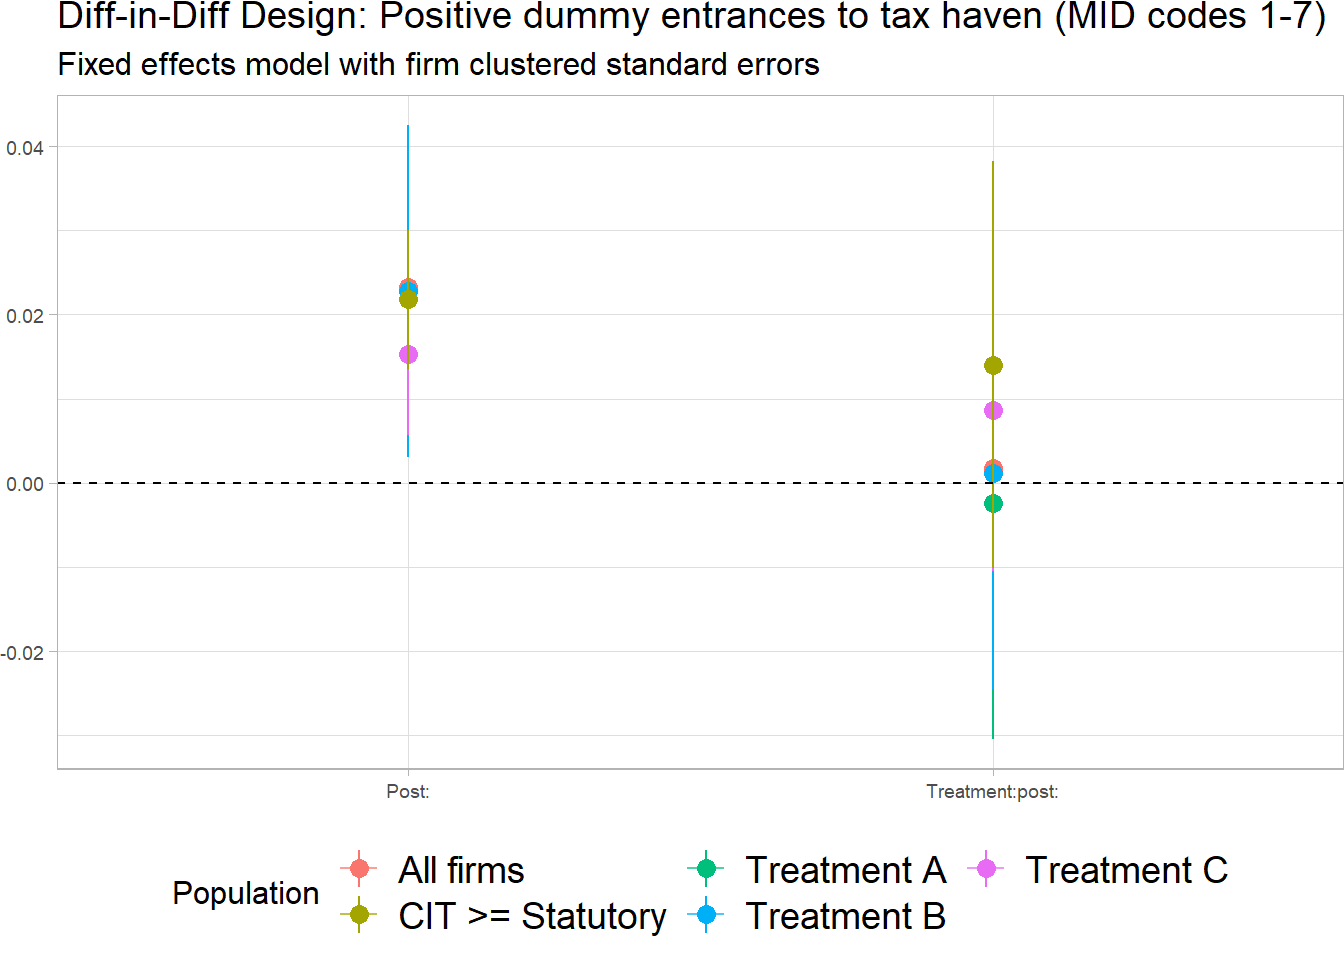 Diff-in-Diff Design: Positive dummy entrances to tax haven (MID codes 1-7)
Fixed effects model with firm clustered standard errors
0.04
0.02
0.00
-0.02
Post:
Treatment:post:
Population
All firms
CIT >= Statutory
Treatment A
Treatment B
Treatment C